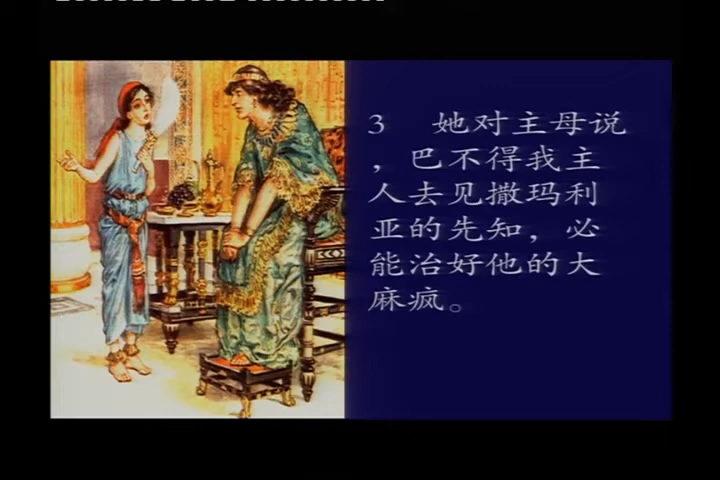 3 她对主母说
，巴不得我主
人去见撒玛利
亚的先知，必
能治好他的大
麻疯。